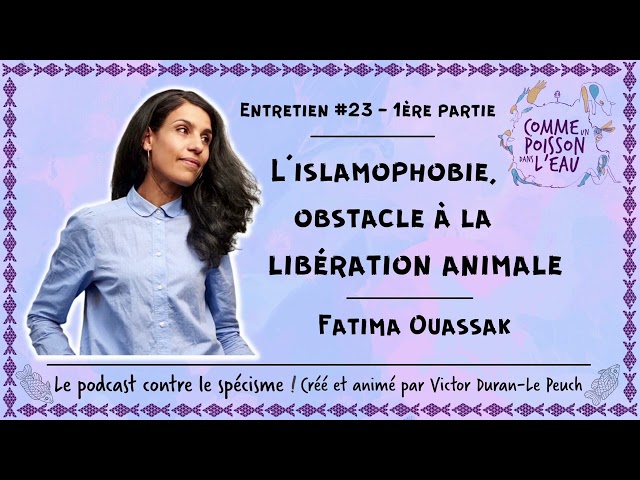 Entretien #23 - 1ère partie
COMME UN
POISSON
DANS L'EAU
L'islamophobie,
obstacle à la
libération animale
Fatima Ouassak
Le podcast contre le spécisme ! Créé et animé par Victor Duran-Le Peuch